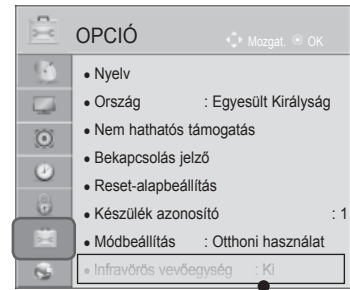 OPCIÓ
Mozgat. OK
• Nyelv
• Ország : Egyesült Királyság
• Nem hathatós támogatás
• Bekapcsolás jelző
• Reset-alapbeállítás
• Készülék azonosító : 1
• Módbeállítás : Otthoni használat
• Infravörös vevőegység : Ki